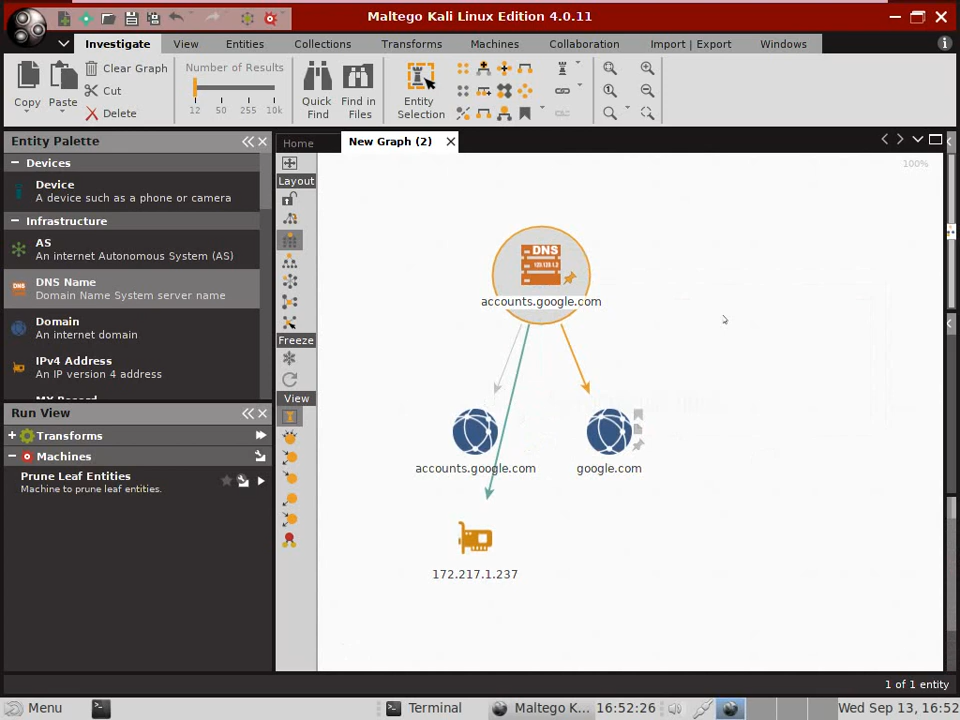 Maltego Kali Linux Edition 4.0.11
Investigate View Entities Collections Transforms Machines Collaboration Import | Export Windows
Copy
Paste
Clear Graph
Cut
Delete
Number of Results
12 50 255 10k
Quick Find
Find in Files
Entity Selection
Entity Palette
Home
New Graph (2)
Devices
Device
A device such as a phone or camera
Infrastructure
AS
An internet Autonomous System (AS)
DNS Name
Domain Name System server name
Domain
An internet domain
IPv4 Address
An IP version 4 address
Run View
Transforms
Machines
Prune Leaf Entities
Machine to prune leaf entities.
Layout
Freeze
View
100%
DNS
accounts.google.com
accounts.google.com
google.com
172.217.1.237
1 of 1 entity
Menu
Terminal
Maltego K...
16:52:26
Wed Sep 13, 16:52